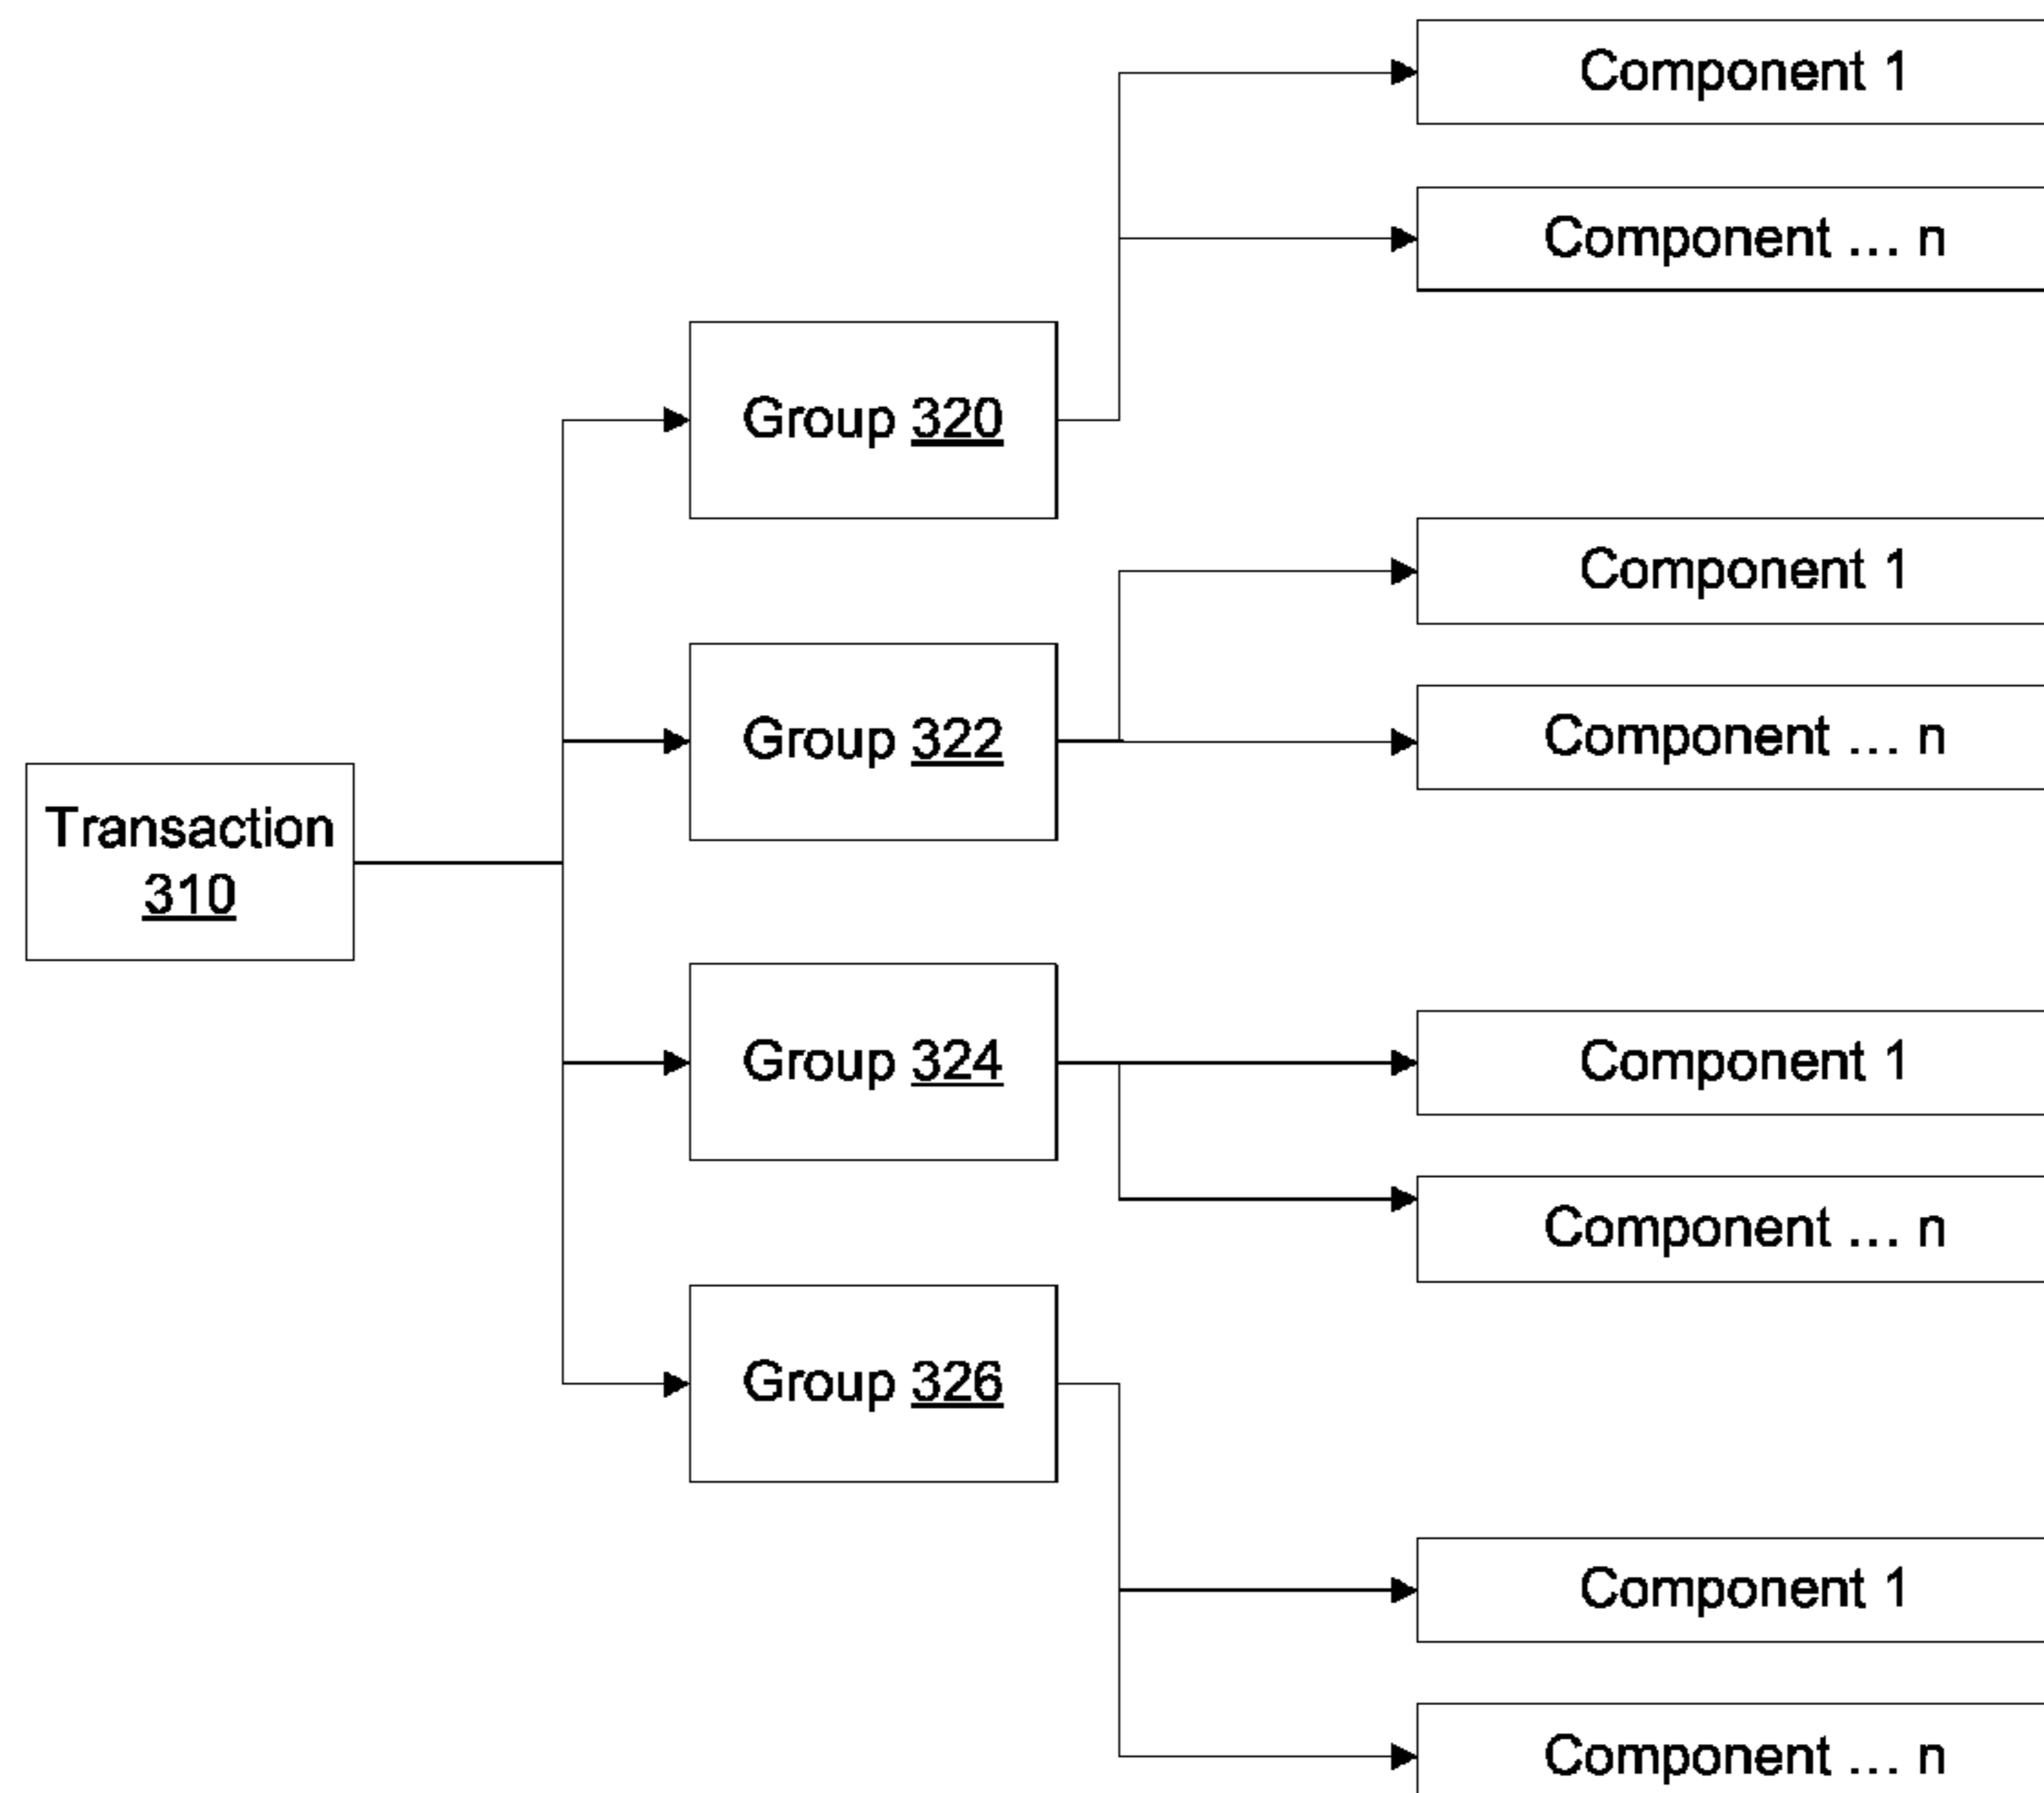 Component 1
Component ... n
Group 320
Component 1
Group 322
Component ... n
Transaction
310
Group 324
Component 1
Component ... n
Group 326
Component 1
Component ... n